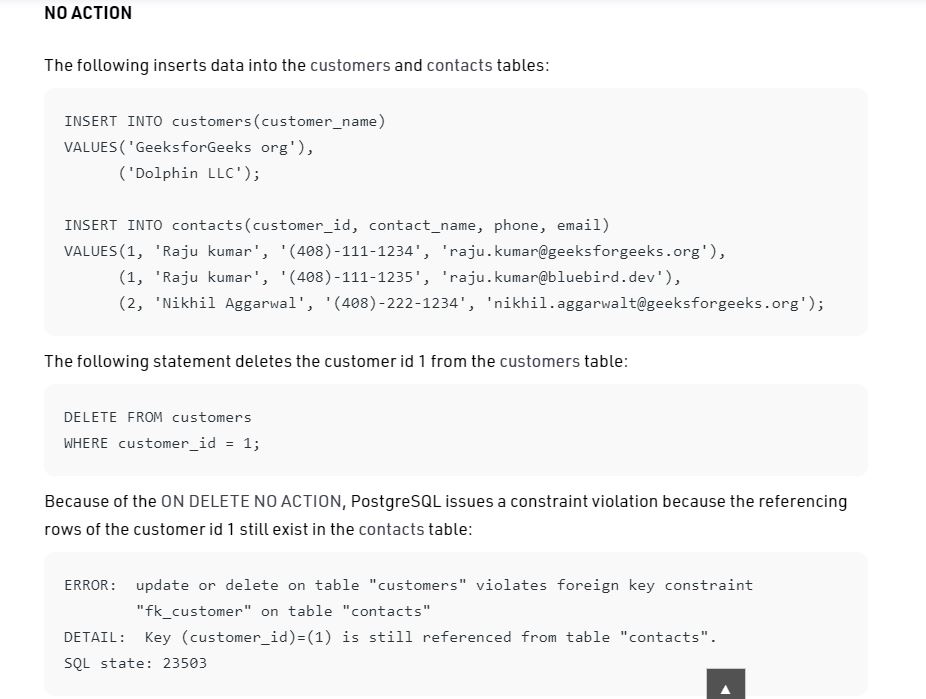 NO ACTION
The following inserts data into the customers and contacts tables:
INSERT INTO customers(customer_name)
VALUES('GeeksforGeeks org'),
('Dolphin LLC');
INSERT INTO contacts(customer_id, contact_name, phone, email)
VALUES(1, 'Raju kumar', '(408)-111-1234', 'raju.kumar@geeksforgeeks.org'),
(1, 'Raju kumar', '(408)-111-1235', 'raju.kumar@bluebird.dev'),
(2, 'Nikhil Aggarwal', '(408)-222-1234', 'nikhil.aggarwalt@geeksforgeeks.org');
The following statement deletes the customer id 1 from the customers table:
DELETE FROM customers
WHERE customer_id = 1;
Because of the ON DELETE NO ACTION, PostgreSQL issues a constraint violation because the referencing
rows of the customer id 1 still exist in the contacts table:
ERROR:  update or delete on table "customers" violates foreign key constraint
"fk_customer" on table "contacts"
DETAIL:  Key (customer_id)=(1) is still referenced from table "contacts".
SQL state: 23503